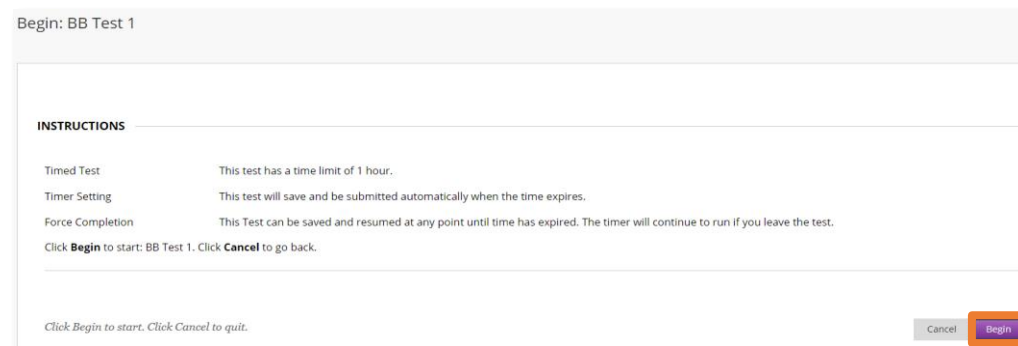 Begin: BB Test 1
INSTRUCTIONS
Timed Test This test has a time limit of 1 hour.
Timer Setting This test will save and be submitted automatically when the time expires.
Force Completion This Test can be saved and resumed at any point until time has expired. The timer will continue to run if you leave the test.
Click Begin to start: BB Test 1. Click Cancel to go back.
Click Begin to start. Click Cancel to quit. Cancel Begin